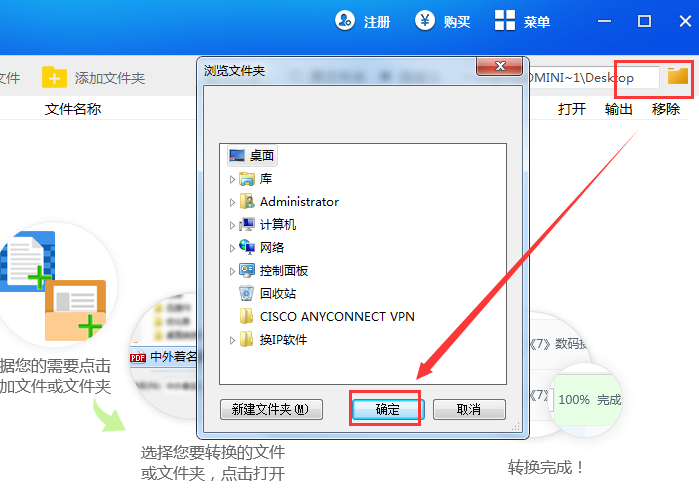 注册 购买 菜单
文件 添加文件夹
浏览文件夹
DMINI~1\Desktop
文件名称 打开 输出 移除
桌面
库
Administrator
计算机
网络
控制面板
回收站
CISCO ANYCONNECT VPN
换IP软件
新建文件夹(M) 确定 取消
据您的需要点击
加文件或文件夹
PDF 中外着名
选择您要转换的文件
或文件夹，点击打开
《7》数码技
《7》
100% 完成
转换完成！